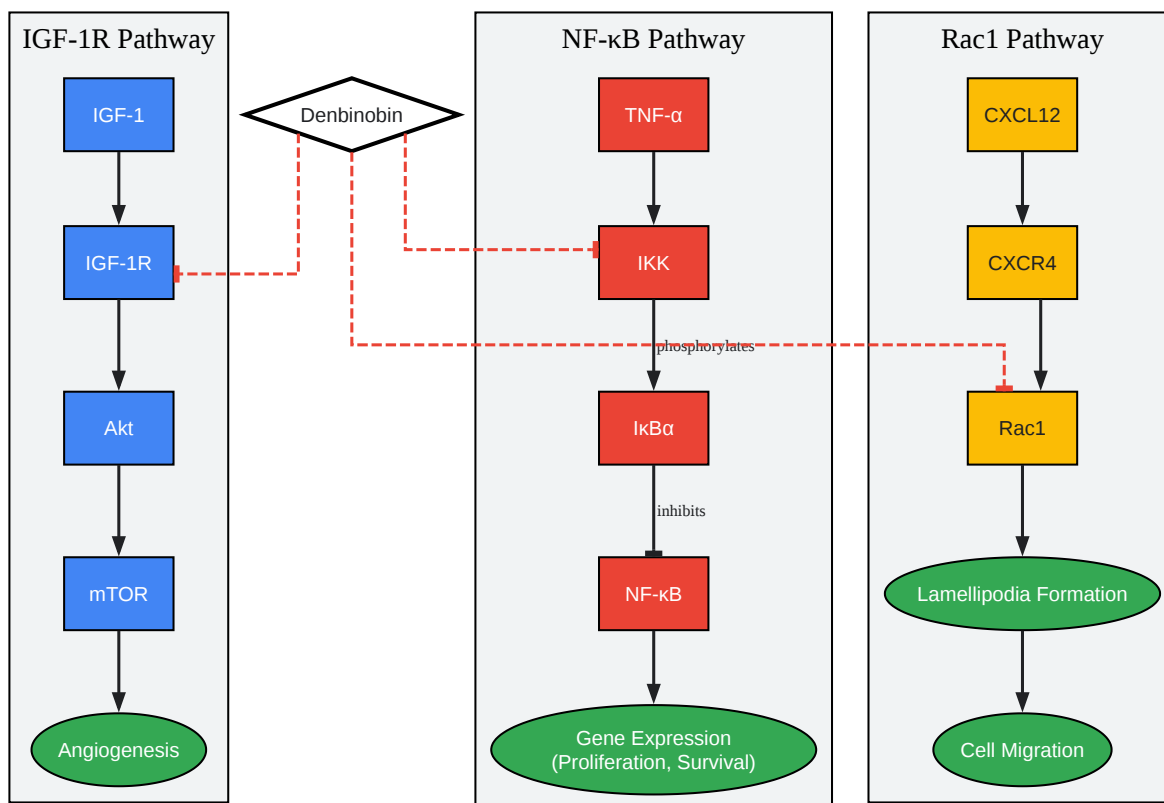 IGF-1R Pathway
IGF-1
IGF-1R
Akt
mTOR
Angiogenesis
Denbinobin
NF-κB Pathway
TNF-α
IKK
phosphorylates
IκBα
inhibits
NF-κB
Gene Expression
(Proliferation, Survival)
Rac1 Pathway
CXCL12
CXCR4
Rac1
Lamellipodia Formation
Cell Migration